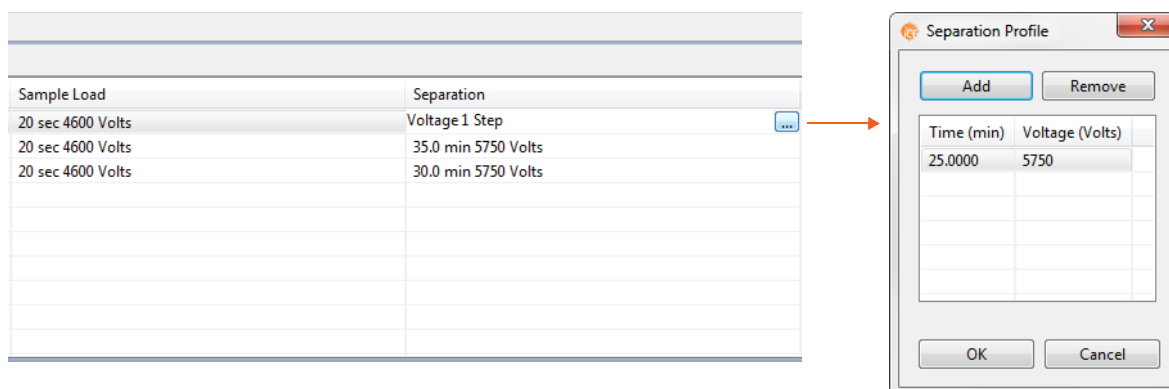 Sample Load Separation
20 sec 4600 Volts Voltage 1 Step ...
20 sec 4600 Volts 35.0 min 5750 Volts
20 sec 4600 Volts 30.0 min 5750 Volts
Separation Profile
Add Remove
Time (min) Voltage (Volts)
25.0000 5750
OK Cancel